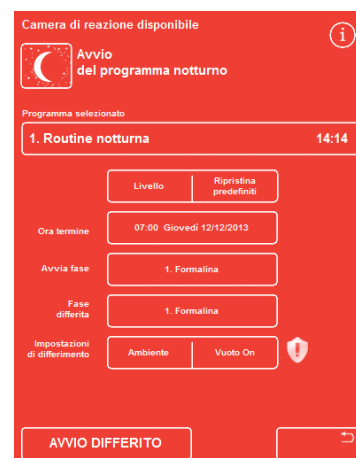 Camera di reazione disponibile
i
Avvio
del programma notturno
Programma selezionato
1. Routine notturna 14:14
Livello
Ripristina
predefiniti
Ora termine
07:00 Giovedí 12/12/2013
Avvia fase
1. Formalina
Fase
differita
1. Formalina
Impostazioni
di differimento
Ambiente
Vuoto On
AVVIO DIFFERITO